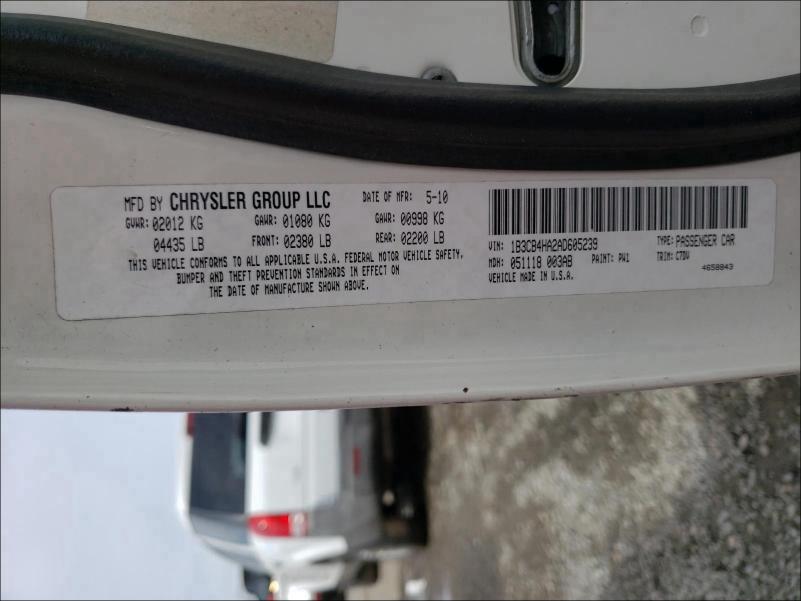 MFD BY CHRYSLER GROUP LLC DATE OF MFR: 5-10
GVWR: 02012 KG GAWR: 01080 KG GAWR: 00998 KG
04435 LB FRONT: 02380 LB REAR: 02200 LB
THIS VEHICLE CONFORMS TO ALL APPLICABLE U.S.A. FEDERAL MOTOR VEHICLE SAFETY,
BUMPER AND THEFT PREVENTION STANDARDS IN EFFECT ON
THE DATE OF MANUFACTURE SHOWN ABOVE.
VIN: 1B3CB4HA2AD605239 TYPE: PASSENGER CAR
MDH: 051118 003AB PAINT: PW1 TRIM: C7DV
VEHICLE MADE IN U.S.A. 4658843